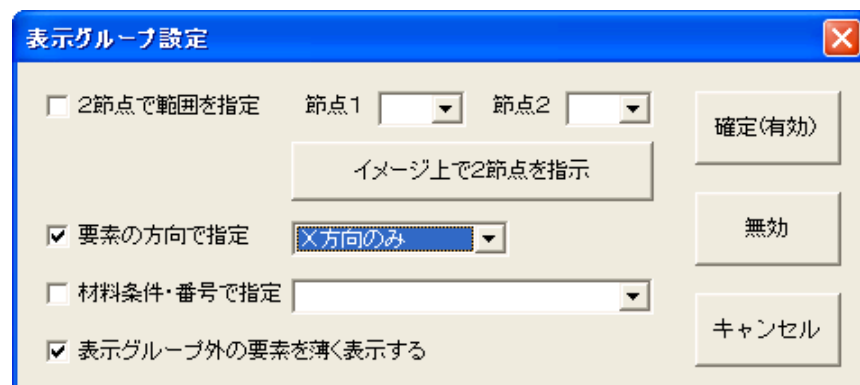 表示グループ設定
2節点で範囲を指定 節点1 節点2
確定(有効)
イメージ上で2節点を指示
要素の方向で指定 X方向のみ
無効
材料条件・番号で指定
キャンセル
表示グループ外の要素を薄く表示する